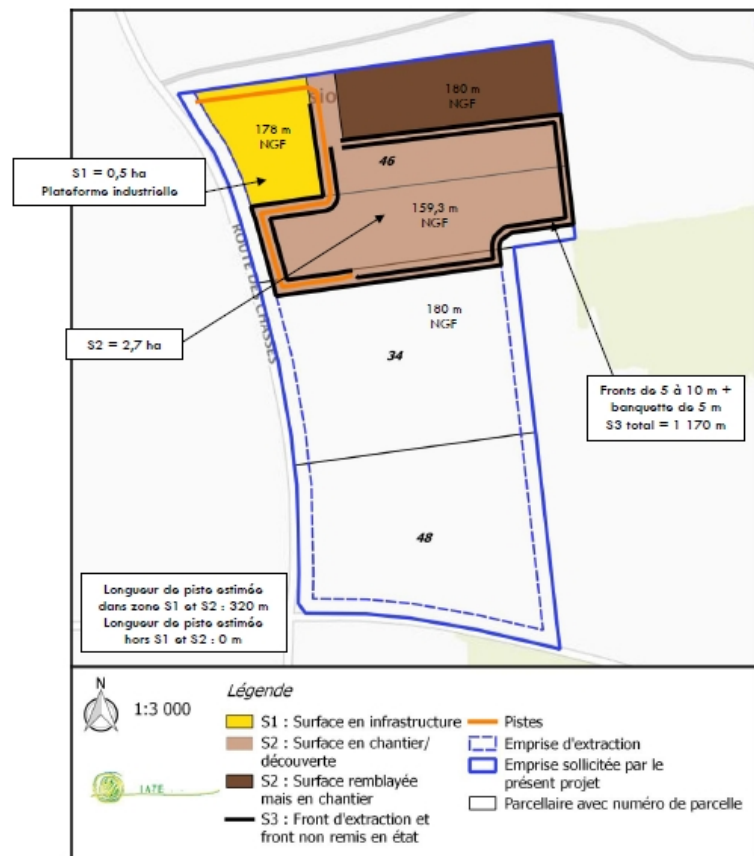 180 m
NGF
sio
178 m
NGF
46
S1 = 0,5 ha
Plateforme industrielle
159,3 m
NGF
ROUTE DES CHASSES
180 m
NGF
S2 = 2,7 ha
34
Fronts de 5 à 10 m +
banquette de 5 m
S3 total = 1 170 m
48
Longueur de piste estimée
dans zone S1 et S2 : 320 m
Longueur de piste estimée
hors S1 et S2 : 0 m
N
1:3 000
Légende
S1 : Surface en infrastructure
S2 : Surface en chantier/
découverte
S2 : Surface remblayée
mais en chantier
S3 : Front d'extraction et
front non remis en état
Pistes
Emprise d'extraction
Emprise sollicitée par le
présent projet
Parcellaire avec numéro de parcelle